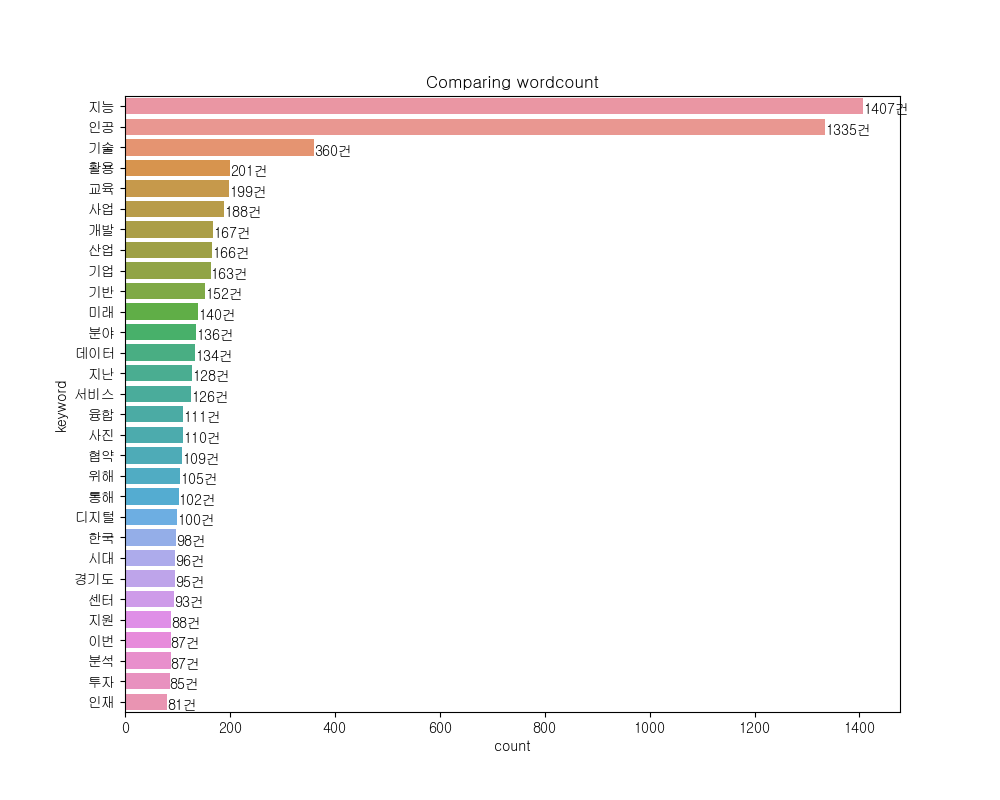 Comparing wordcount
지능 1407건
인공 1335건
기술 360건
활용 201건
교육 199건
사업 188건
개발 167건
산업 166건
기업 163건
기반 152건
미래 140건
분야 136건
데이터 134건
지난 128건
서비스 126건
융합 111건
사진 110건
협약 109건
위해 105건
통해 102건
디지털 100건
한국 98건
시대 96건
경기도 95건
센터 93건
지원 88건
이번 87건
분석 87건
투자 85건
인재 81건
keyword
0 200 400 600 800 1000 1200 1400
count